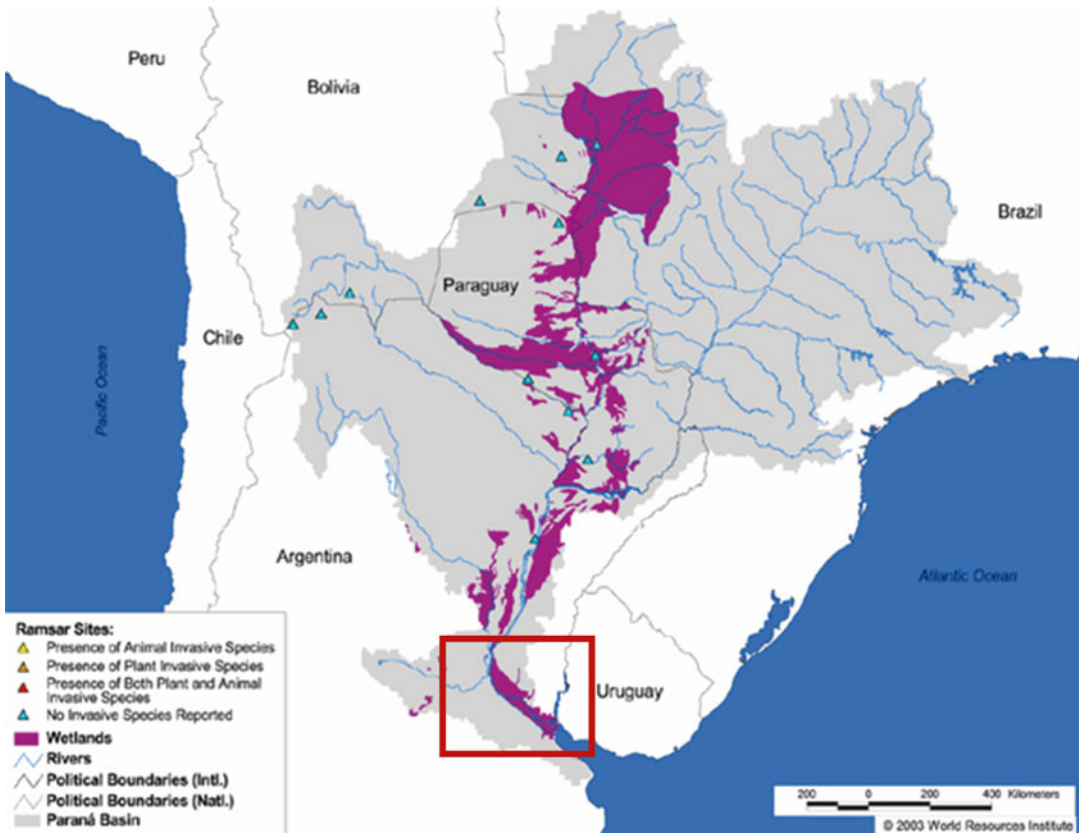 Peru
Bolivia
Brazil
Paraguay
Chile
Pacific Ocean
Argentina
Atlantic Ocean
Uruguay
Ramsar Sites:
Presence of Animal Invasive Species
Presence of Plant Invasive Species
Presence of Both Plant and Animal
Invasive Species
No Invasive Species Reported
Wetlands
Rivers
Political Boundaries (Intl.)
Political Boundaries (Natl.)
Paraná Basin
200 0 200 400 Kilometers
© 2003 World Resources Institute